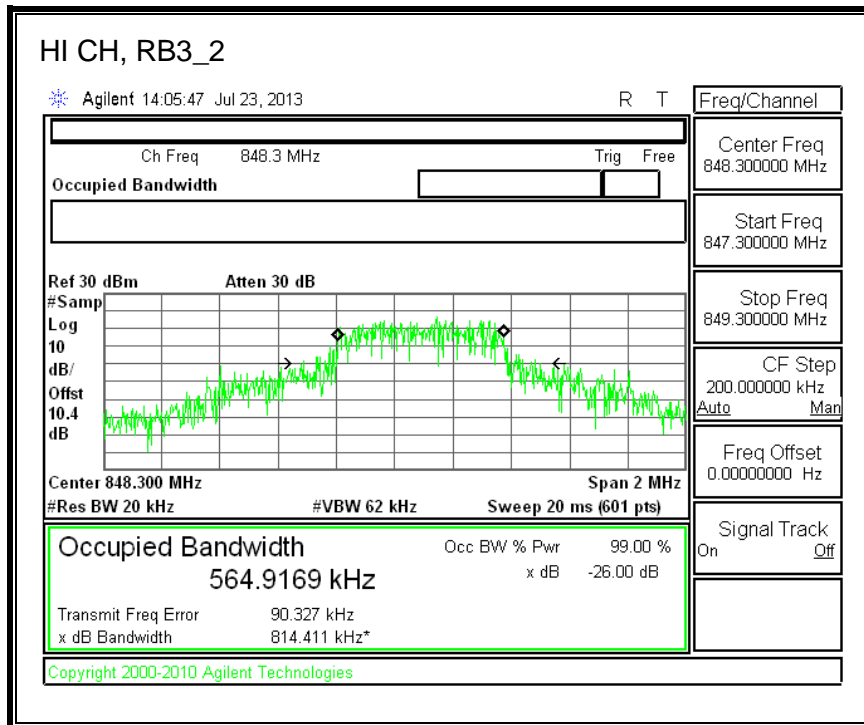 HI CH, RB3_2
Agilent 14:05:47 Jul 23, 2013 R T
Freq/Channel
Ch Freq 848.3 MHz Trig Free
Occupied Bandwidth
Center Freq
848.300000 MHz
Start Freq
847.300000 MHz
Stop Freq
849.300000 MHz
CF Step
200.000000 kHz
Auto Man
Freq Offset
0.00000000 Hz
Signal Track
On Off
Ref 30 dBm Atten 30 dB
#Samp
Log
10
dB/
Offst
10.4
dB
Center 848.300 MHz Span 2 MHz
#Res BW 20 kHz #VBW 62 kHz Sweep 20 ms (601 pts)
Occupied Bandwidth
564.9169 kHz
Occ BW % Pwr 99.00 %
x dB -26.00 dB
Transmit Freq Error 90.327 kHz
x dB Bandwidth 814.411 kHz*
Copyright 2000-2010 Agilent Technologies